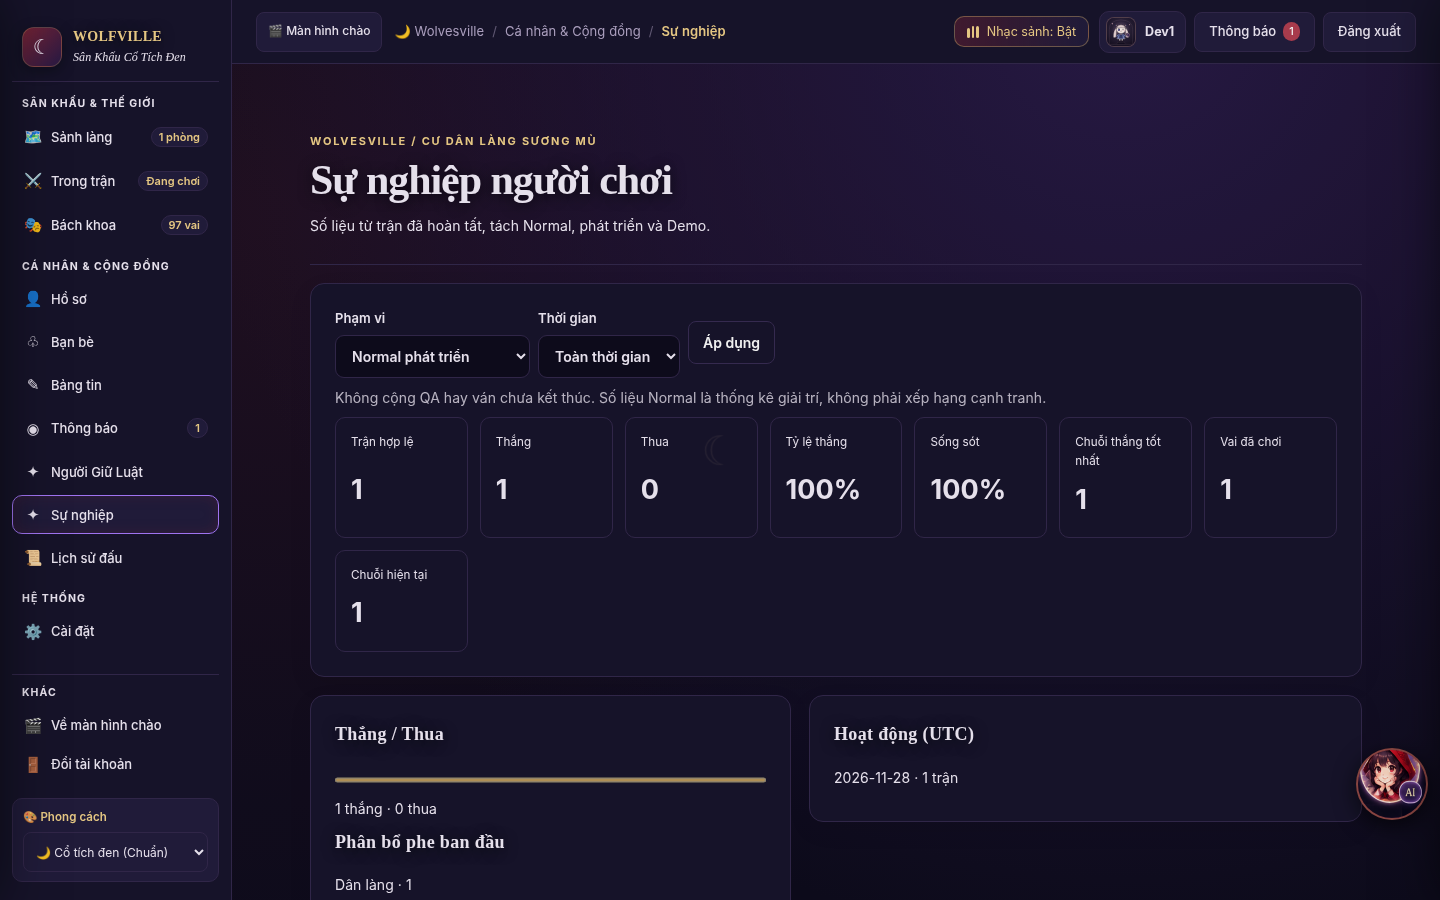 WOLFVILLE
Sân Khấu Cổ Tích Đen
SÂN KHẤU & THẾ GIỚI
Sảnh làng
1 phòng
Trong trận
Đang chơi
Bách khoa
97 vai
CÁ NHÂN & CỘNG ĐỒNG
Hồ sơ
Bạn bè
Bảng tin
Thông báo
1
Người Giữ Luật
Sự nghiệp
Lịch sử đấu
HỆ THỐNG
Cài đặt
KHÁC
Về màn hình chào
Đổi tài khoản
Phong cách
Cổ tích đen (Chuẩn)
Màn hình chào
Wolvesville / Cá nhân & Cộng đồng / Sự nghiệp
Nhạc sảnh: Bật
Dev1
Thông báo 1
Đăng xuất
WOLVESVILLE / CƯ DÂN LÀNG SƯƠNG MÙ
Sự nghiệp người chơi
Số liệu từ trận đã hoàn tất, tách Normal, phát triển và Demo.
Phạm vi
Thời gian
Normal phát triển
Toàn thời gian
Áp dụng
Không cộng QA hay ván chưa kết thúc. Số liệu Normal là thống kê giải trí, không phải xếp hạng cạnh tranh.
Trận hợp lệ
1
Thắng
1
Thua
0
Tỷ lệ thắng
100%
Sống sót
100%
Chuỗi thắng tốt
nhất
1
Vai đã chơi
1
Chuỗi hiện tại
1
Thắng / Thua
1 thắng · 0 thua
Phân bổ phe ban đầu
Dân làng · 1
Hoạt động (UTC)
2026-11-28 · 1 trận
AI